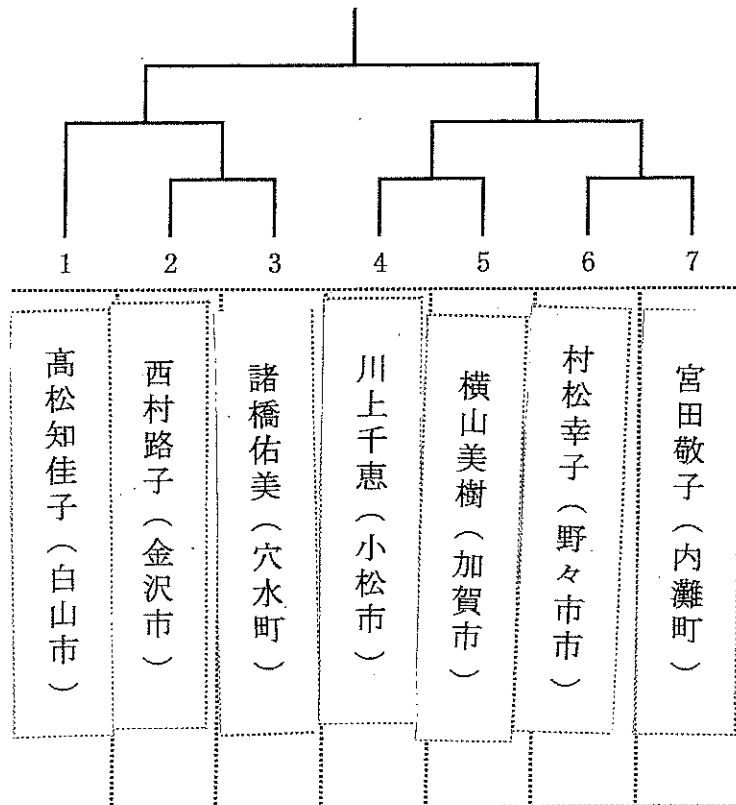 1 2 3 4 5 6 7
髙松知佳子（白山市）
西村路子（金沢市）
諸橋佑美（穴水町）
川上千恵（小松市）
横山美樹（加賀市）
村松幸子（野々市市）
宮田敬子（内灘町）